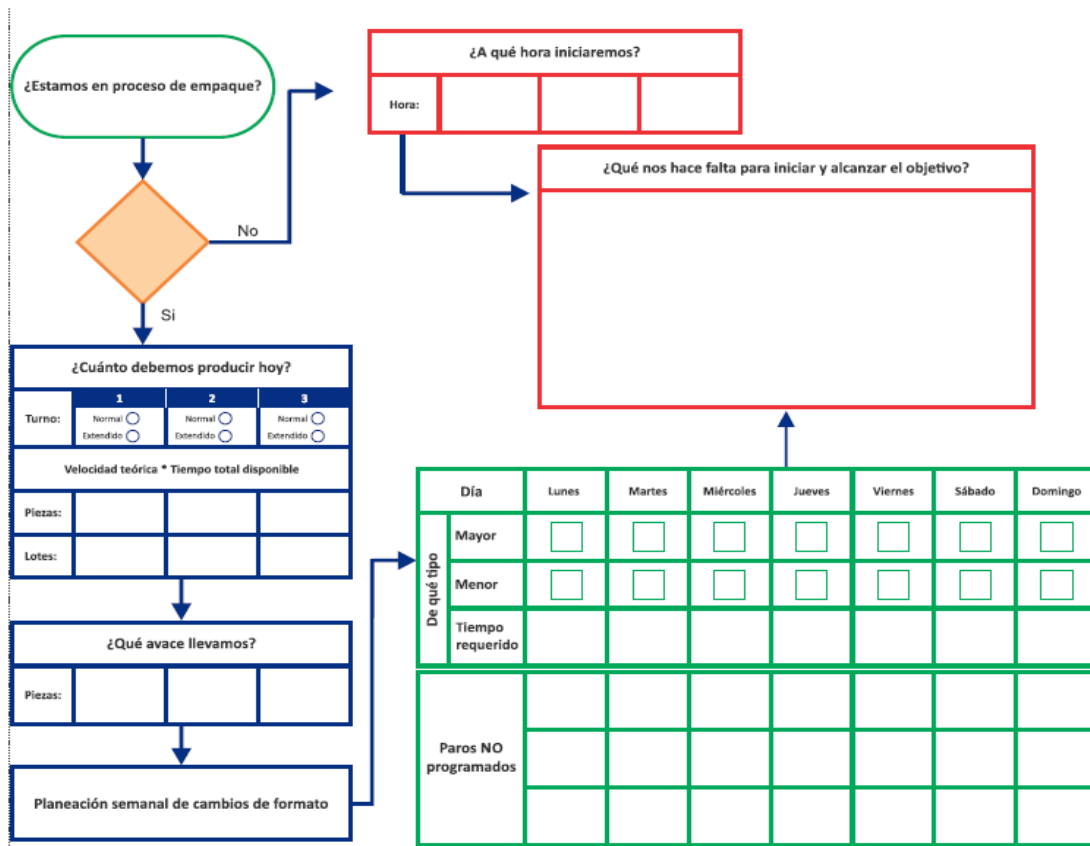 ¿Estamos en proceso de empaque?
No
Si
¿A qué hora iniciaremos?
Hora:
¿Qué nos hace falta para iniciar y alcanzar el objetivo?
¿Cuánto debemos producir hoy?
Turno:
1 2 3
Normal Normal Normal
Extendido Extendido Extendido
Velocidad teórica * Tiempo total disponible
Piezas:
Lotes:
¿Qué avace llevamos?
Piezas:
Planeación semanal de cambios de formato
Día Lunes Martes Miércoles Jueves Viernes Sábado Domingo
De qué tipo
Mayor
Menor
Tiempo
requerido
Paros NO
programados